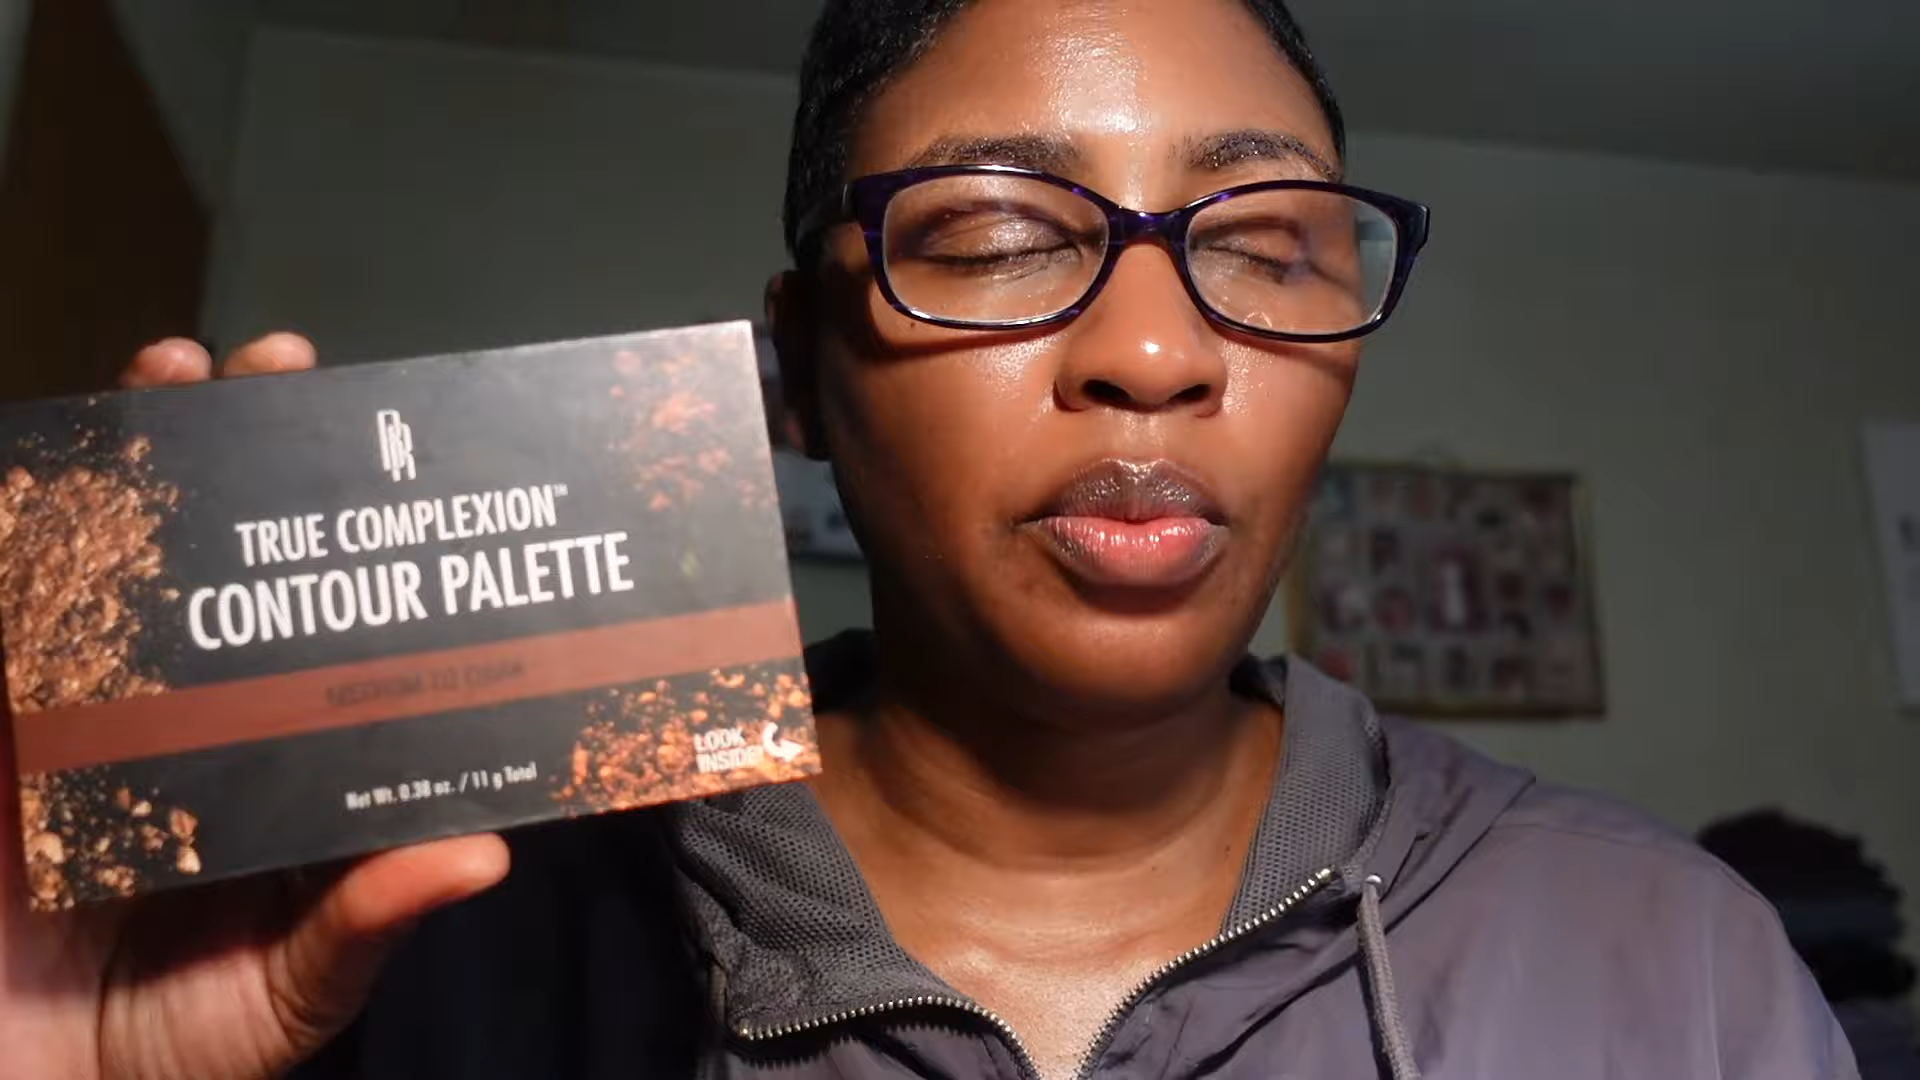 TRUE COMPLEXION™
CONTOUR PALETTE
MEDIUM TO DARK
Net Wt. 0.38 oz. / 11 g Total
LOOK
INSIDE!